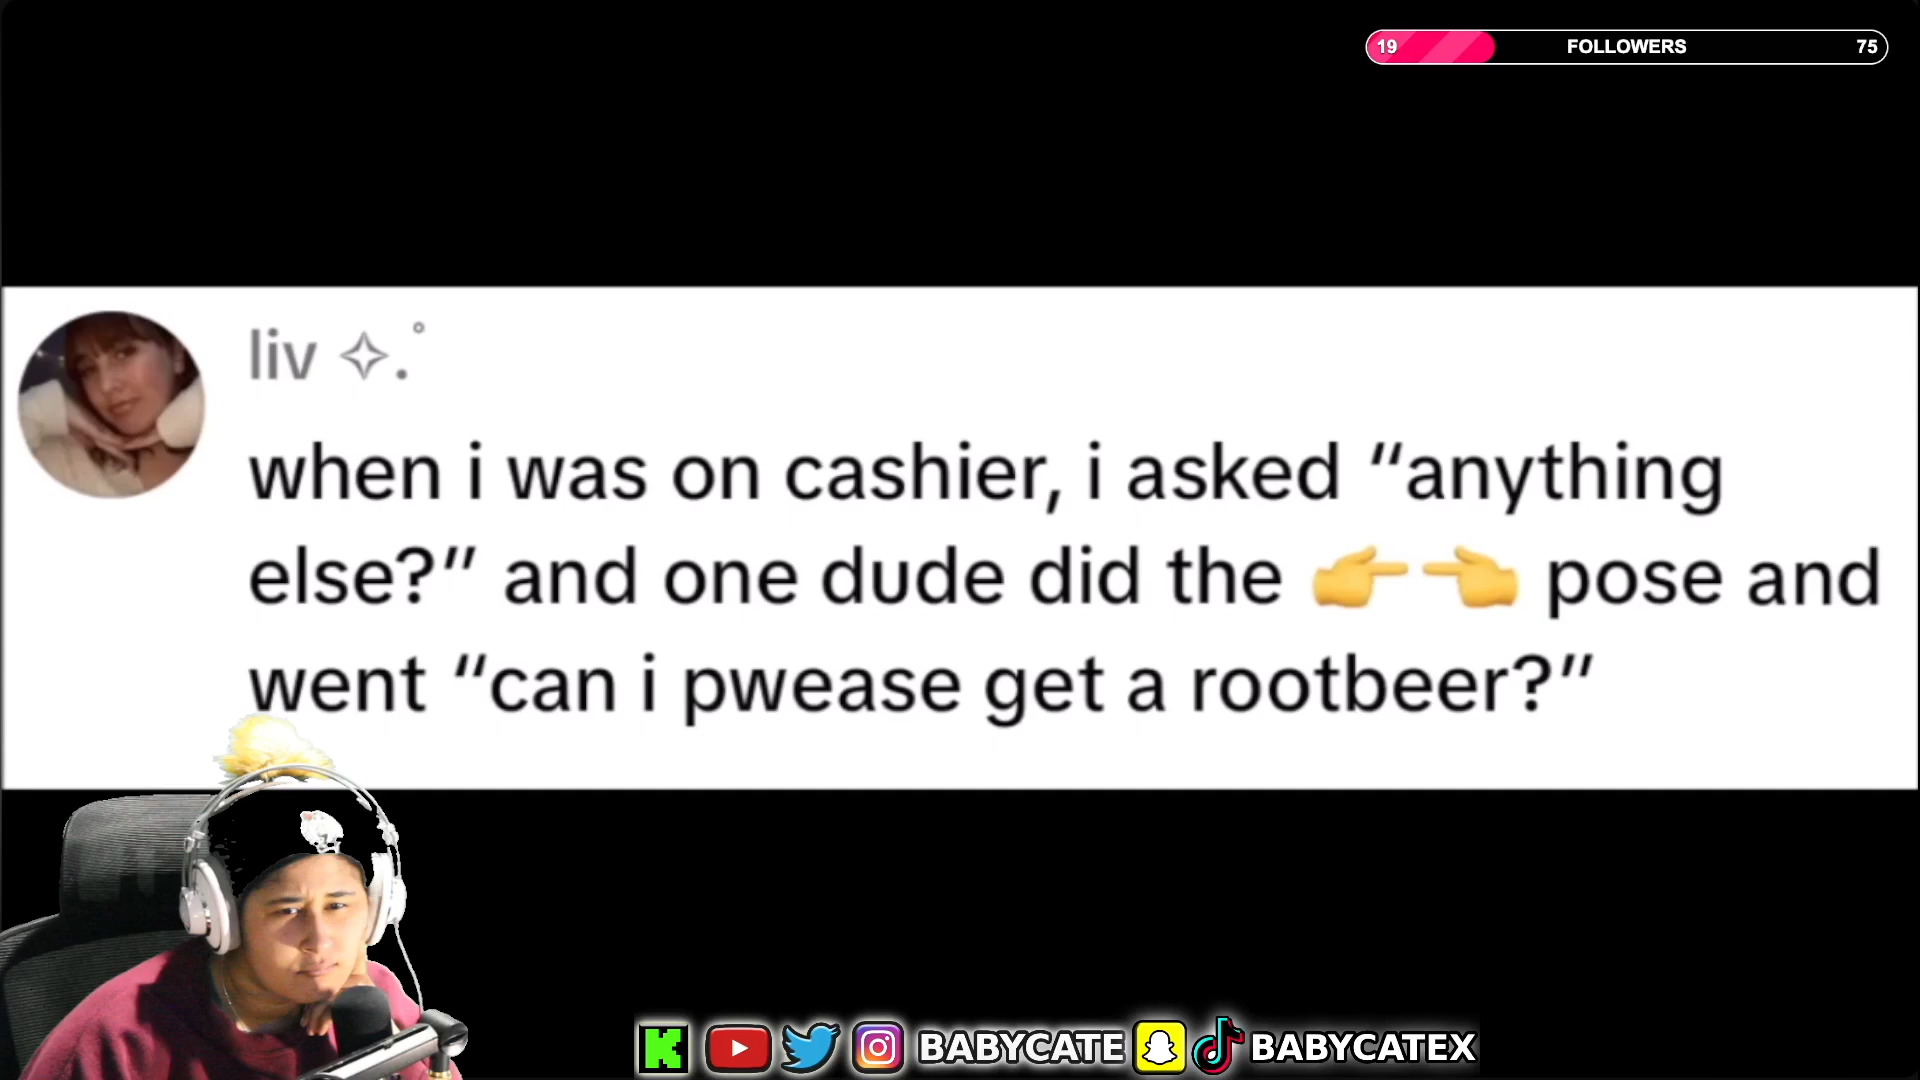 19 FOLLOWERS 75
liv ✧.˚
when i was on cashier, i asked “anything
else?” and one dude did the 👉👈 pose and
went “can i pwease get a rootbeer?”
BABYCATE BABYCATEX